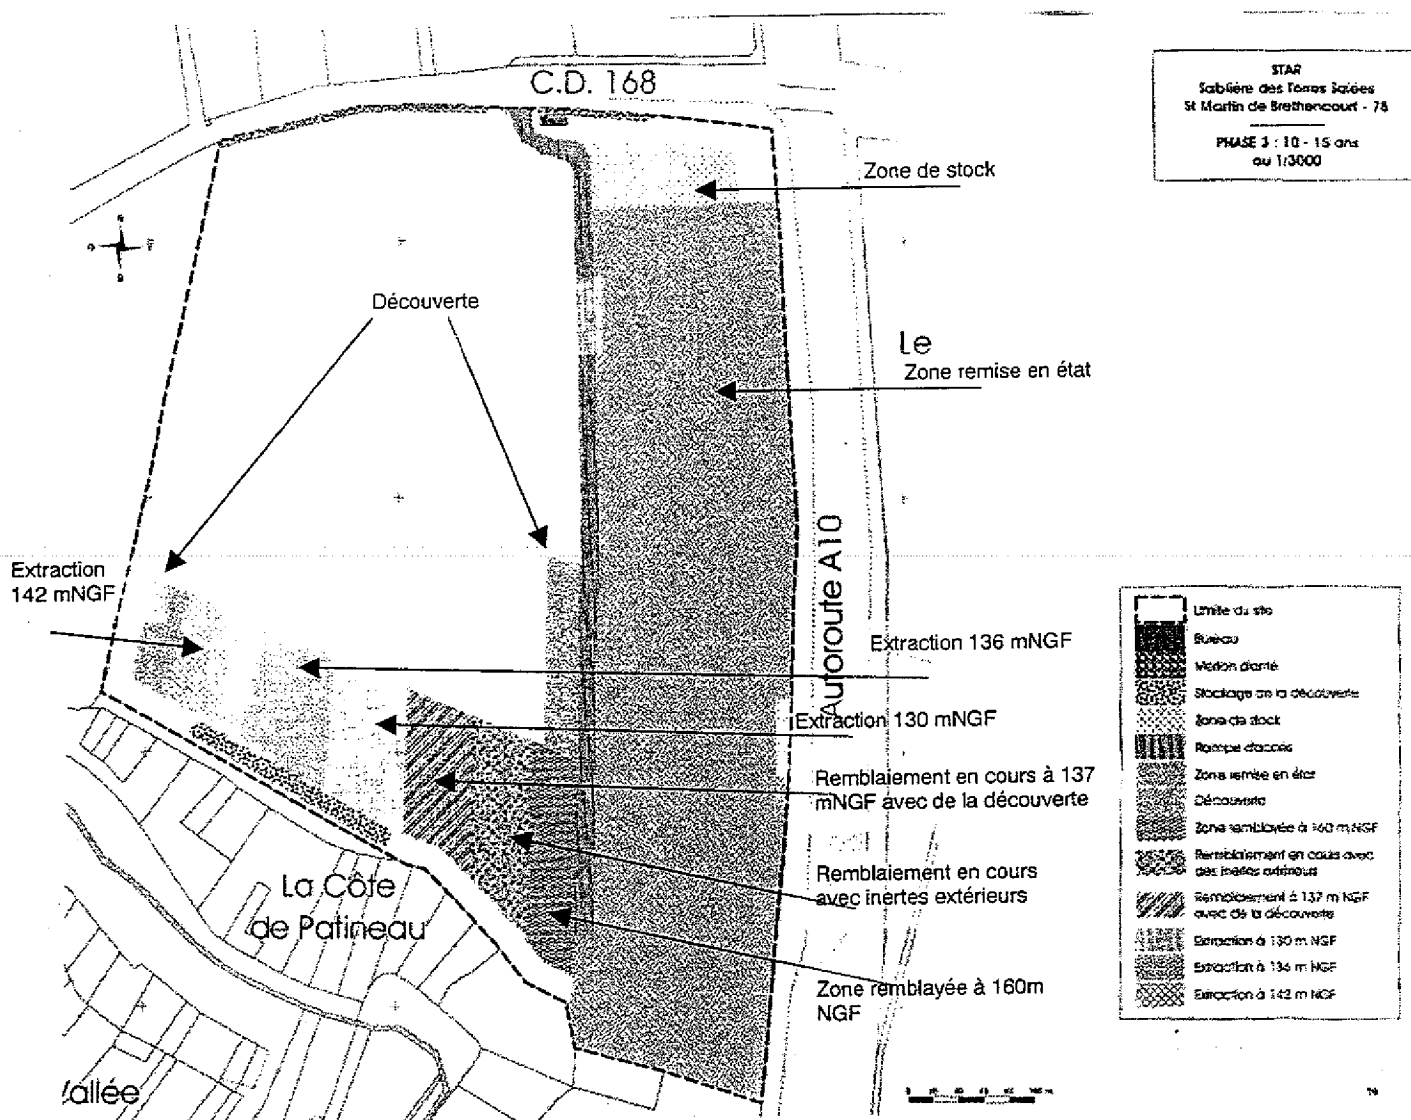 STAR
Sablière des Terres Salées
St Martin de Brethencourt - 78
PHASE 3 : 10 - 15 ans
au 1/3000
C.D. 168
Zone de stock
Découverte
Le
Zone remise en état
Autoroute A10
Extraction
142 mNGF
Extraction 136 mNGF
Extraction 130 mNGF
Remblaiement en cours à 137
mNGF avec de la découverte
Remblaiement en cours
avec inertes extérieurs
Zone remblayée à 160m
NGF
La Côte
de Patineau
Vallée
Limite du site
Bureau
Merlon planté
Stockage de la découverte
Zone de stock
Rampe d'accès
Zone remise en état
Découverte
Zone remblayée à 160 m NGF
Remblaiement en cours avec
des inertes extérieurs
Remblaiement à 137 m NGF
avec de la découverte
Extraction à 130 m NGF
Extraction à 136 m NGF
Extraction à 142 m NGF